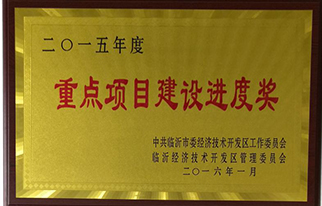 二〇一五年度
重点项目建设进度奖
中共临沂市委经济技术开发区工作委员会
临沂经济技术开发区管理委员会
二〇一六年一月